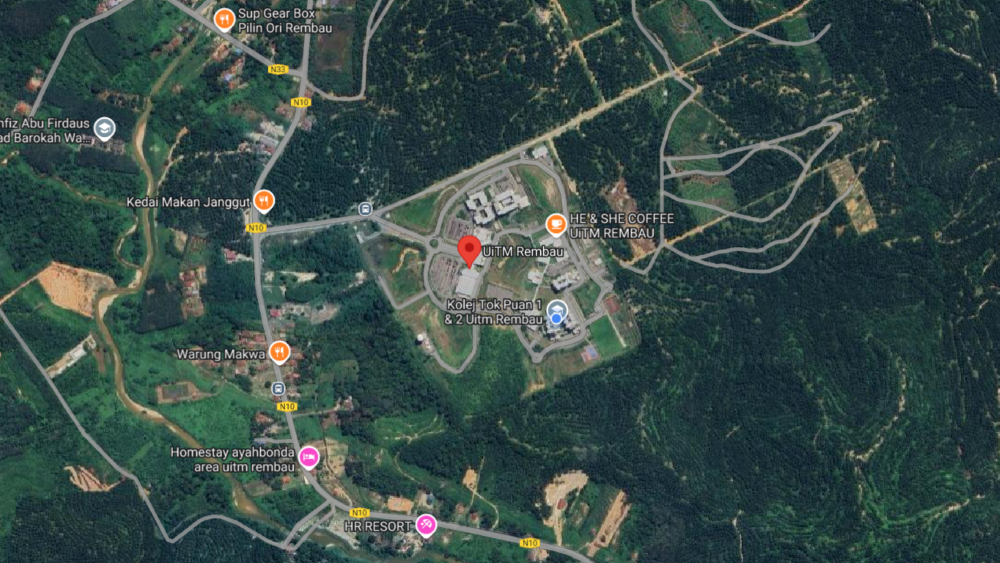 Sup Gear Box
Pilin Ori Rembau
N33
N10
nfiz Abu Firdaus
ad Barokah Wa...
Kedai Makan Janggut
N10
HE & SHE COFFEE
UiTM REMBAU
UiTM Rembau
Kolej Tok Puan 1
& 2 Uitm Rembau
Warung Makwa
N10
Homestay ayahbonda
area uitm rembau
N10
HR RESORT
N10